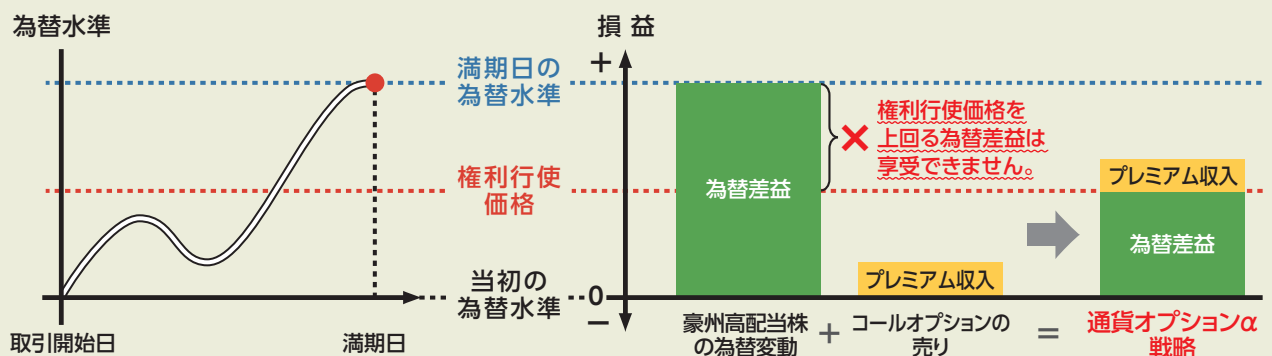 為替水準
満期日の
為替水準
権利行使
価格
当初の
為替水準
取引開始日
満期日
損 益
+
0
−
為替差益
×
権利行使価格を
上回る為替差益は
享受できません。
プレミアム収入
プレミアム収入
為替差益
豪州高配当株
の為替変動
+
コールオプションの
売り
=
通貨オプションα
戦略